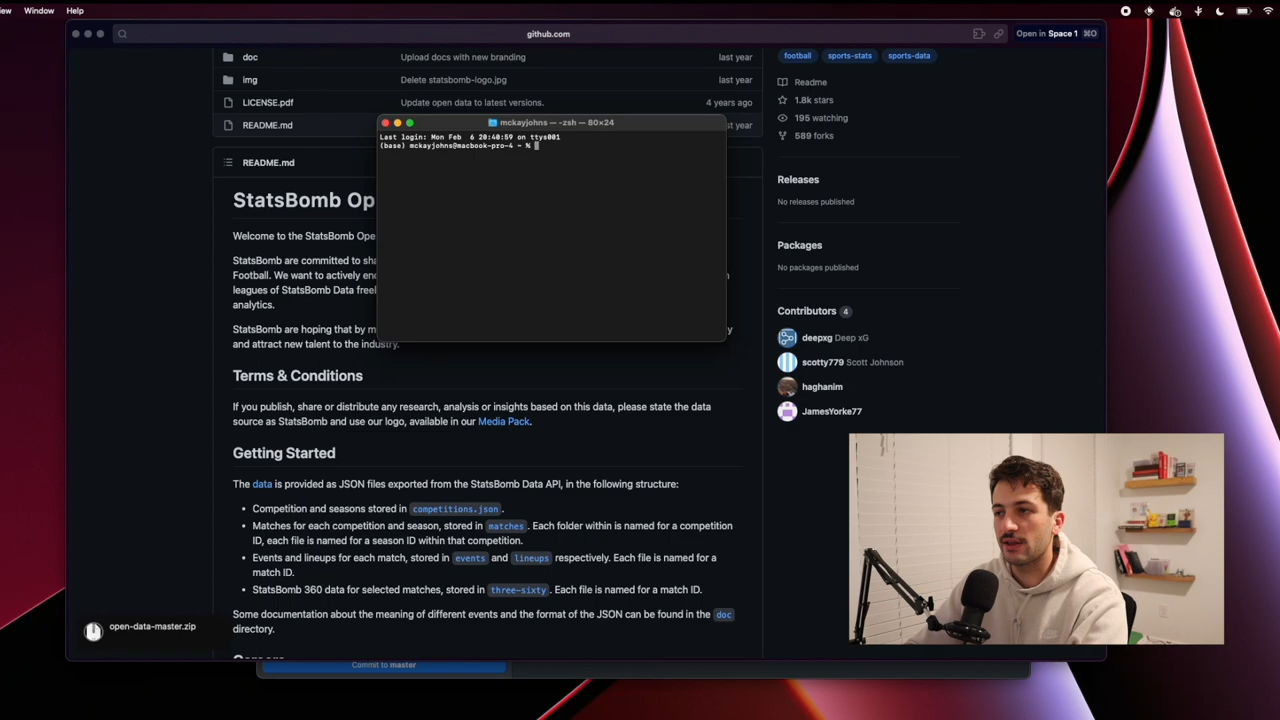 Window Help
github.com
Open in Space 1 ⌘O
doc Upload docs with new branding last year
img Delete statsbomb-logo.jpg last year
LICENSE.pdf Update open data to latest versions. 4 years ago
README.md st year
football sports-stats sports-data
Readme
1.8k stars
195 watching
589 forks
mckayjohns — -zsh — 80×24
Last login: Mon Feb 6 20:40:59 on ttys001
(base) mckayjohns@macbook-pro-4 ~ %
README.md
StatsBomb Op
Welcome to the StatsBomb Ope
StatsBomb are committed to sha
Football. We want to actively enc
leagues of StatsBomb Data freel
analytics.
StatsBomb are hoping that by m y
and attract new talent to the industry.
Releases
No releases published
Packages
No packages published
Contributors 4
deepxg Deep xG
scotty779 Scott Johnson
haghanim
JamesYorke77
Terms & Conditions
If you publish, share or distribute any research, analysis or insights based on this data, please state the data
source as StatsBomb and use our logo, available in our Media Pack.
Getting Started
The data is provided as JSON files exported from the StatsBomb Data API, in the following structure:
• Competition and seasons stored in competitions.json.
• Matches for each competition and season, stored in matches. Each folder within is named for a competition
ID, each file is named for a season ID within that competition.
• Events and lineups for each match, stored in events and lineups respectively. Each file is named for a
match ID.
• StatsBomb 360 data for selected matches, stored in three-sixty. Each file is named for a match ID.
Some documentation about the meaning of different events and the format of the JSON can be found in the doc
directory.
open-data-master.zip
Commit to master